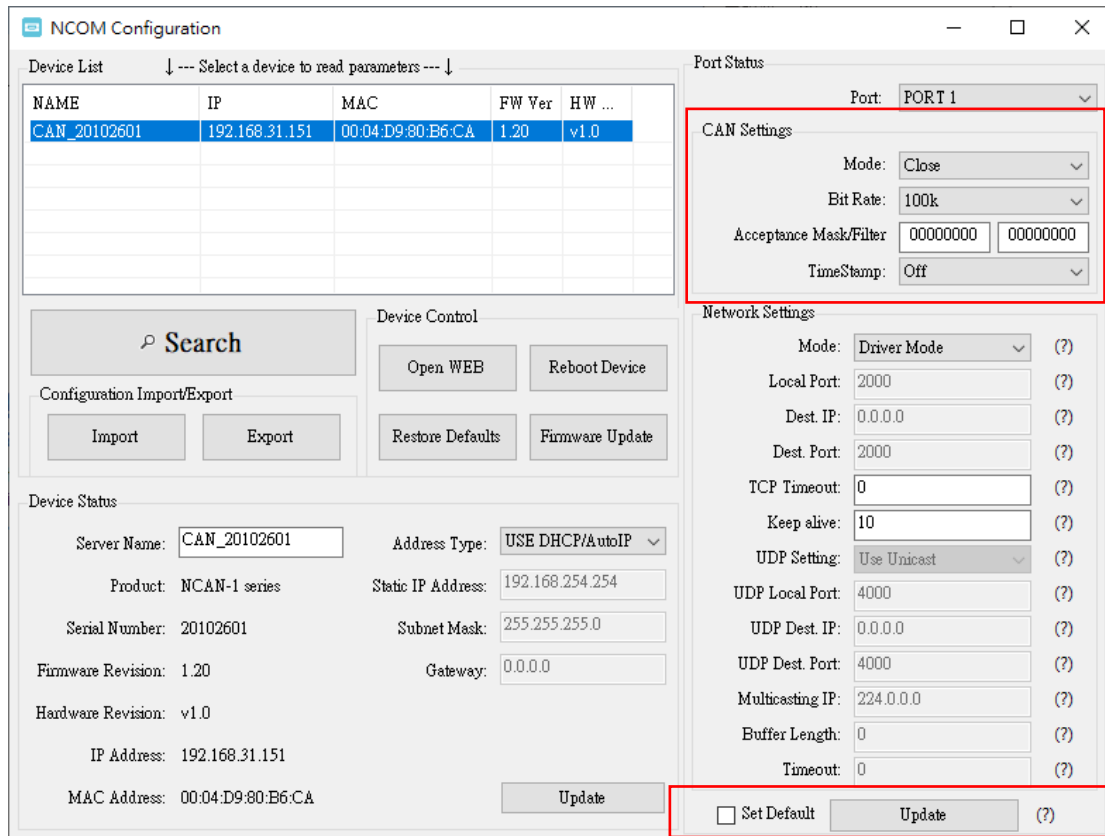 NCOM Configuration
Device List ↓ --- Select a device to read parameters --- ↓
NAME IP MAC FW Ver HW ...
CAN_20102601 192.168.31.151 00:04:D9:80:B6:CA 1.20 v1.0
Search
Configuration Import/Export
Import Export
Device Control
Open WEB Reboot Device
Restore Defaults Firmware Update
Device Status
Server Name: CAN_20102601 Address Type: USE DHCP/AutoIP
Product: NCAN-1 series Static IP Address: 192.168.254.254
Serial Number: 20102601 Subnet Mask: 255.255.255.0
Firmware Revision: 1.20 Gateway: 0.0.0.0
Hardware Revision: v1.0
IP Address: 192.168.31.151
MAC Address: 00:04:D9:80:B6:CA Update
Port Status
Port: PORT 1
CAN Settings
Mode: Close
Bit Rate: 100k
Acceptance Mask/Filter 00000000 00000000
TimeStamp: Off
Network Settings
Mode: Driver Mode (?)
Local Port: 2000 (?)
Dest. IP: 0.0.0.0 (?)
Dest. Port: 2000 (?)
TCP Timeout: 0 (?)
Keep alive: 10 (?)
UDP Setting: Use Unicast (?)
UDP Local Port: 4000 (?)
UDP Dest. IP: 0.0.0.0 (?)
UDP Dest. Port: 4000 (?)
Multicasting IP: 224.0.0.0 (?)
Buffer Length: 0 (?)
Timeout: 0 (?)
Set Default Update (?)